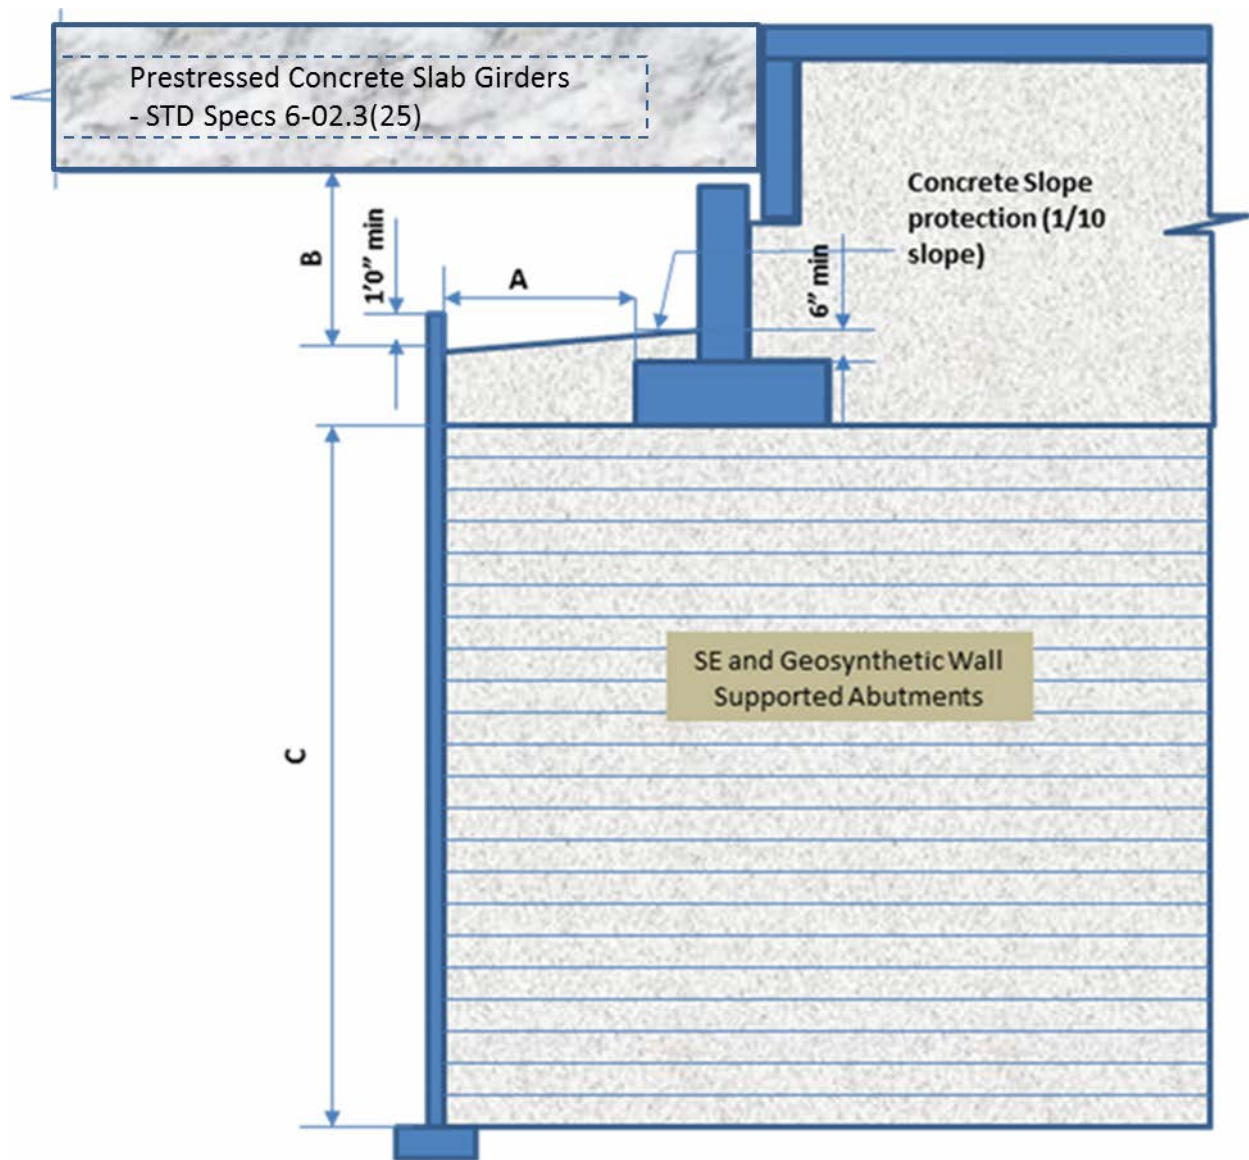 Prestressed Concrete Slab Girders
- STD Specs 6-02.3(25)
Concrete Slope
protection (1/10
slope)
B
1'0" min
A
6" min
SE and Geosynthetic Wall
Supported Abutments
C